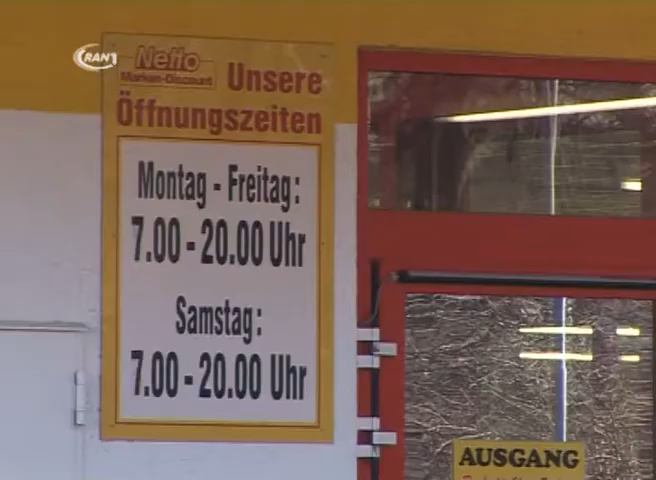 RAN1
Netto
Marken-Discount
Unsere
Öffnungszeiten
Montag - Freitag:
7.00 - 20.00 Uhr
Samstag:
7.00 - 20.00 Uhr
AUSGANG